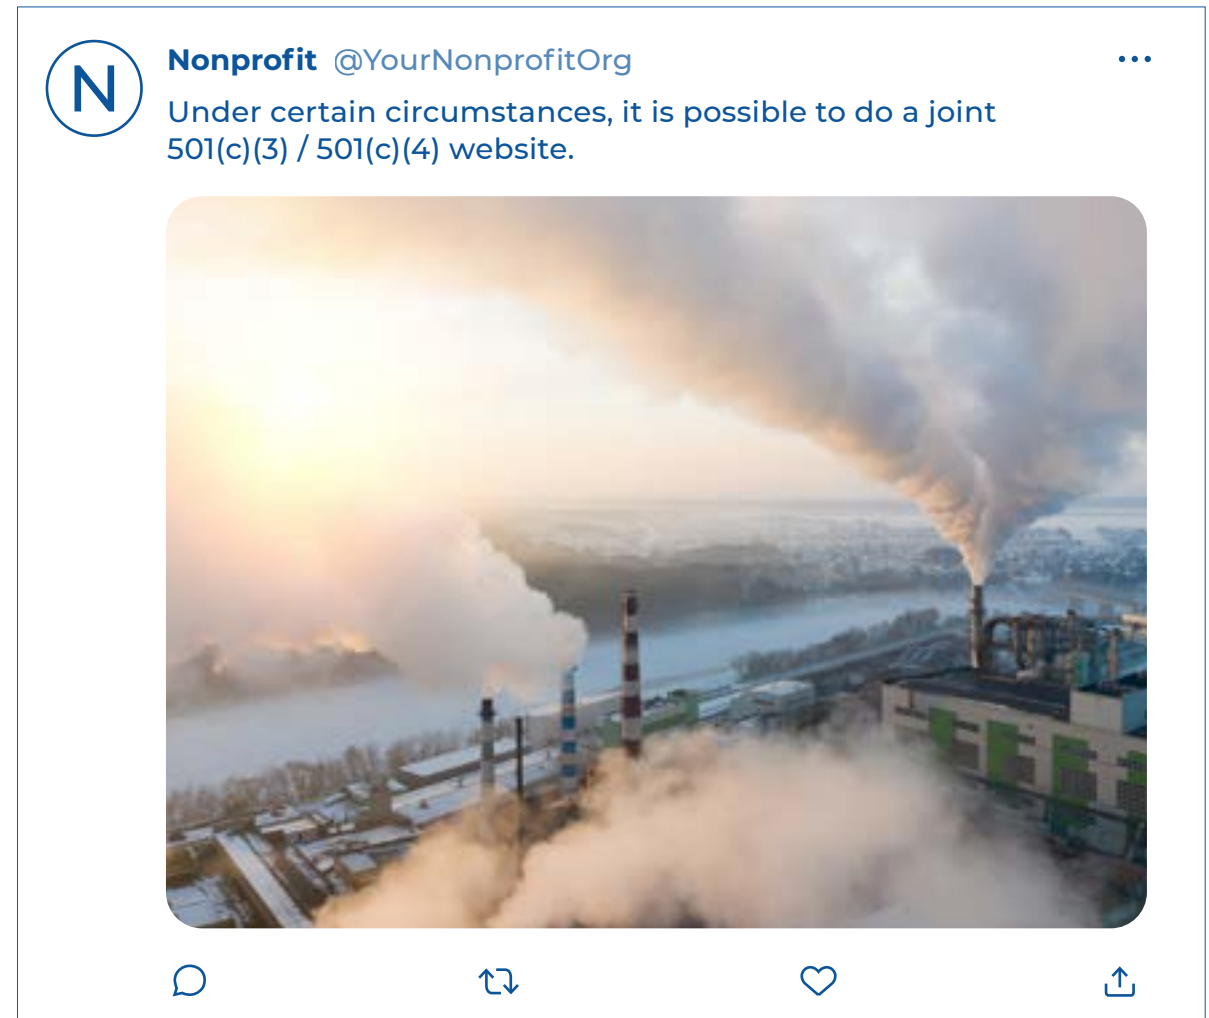 N
Nonprofit @YourNonprofitOrg
Under certain circumstances, it is possible to do a joint
501(c)(3) / 501(c)(4) website.